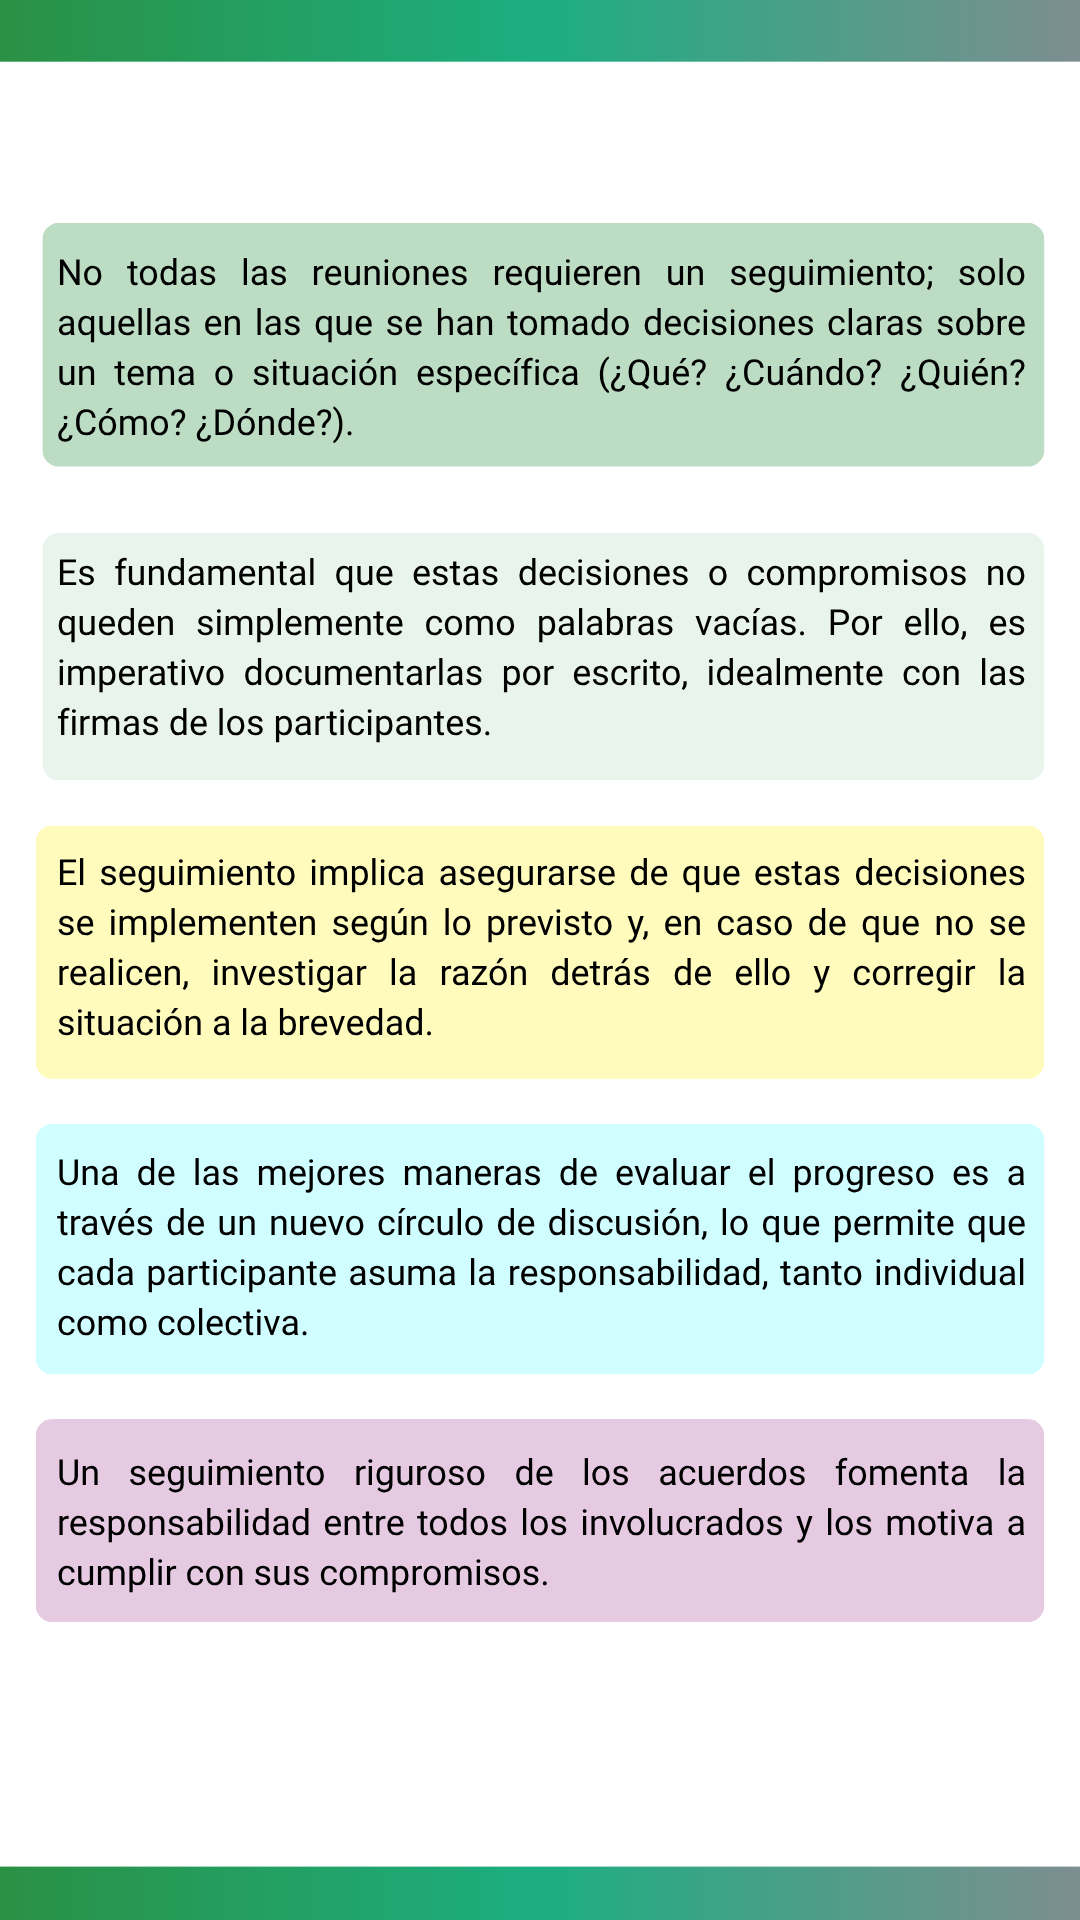 No todas las reuniones requieren un seguimiento; solo
aquellas en las que se han tomado decisiones claras sobre
un tema o situación específica (¿Qué? ¿Cuándo? ¿Quién?
¿Cómo? ¿Dónde?).
Es fundamental que estas decisiones o compromisos no
queden simplemente como palabras vacías. Por ello, es
imperativo documentarlas por escrito, idealmente con las
firmas de los participantes.
El seguimiento implica asegurarse de que estas decisiones
se implementen según lo previsto y, en caso de que no se
realicen, investigar la razón detrás de ello y corregir la
situación a la brevedad.
Una de las mejores maneras de evaluar el progreso es a
través de un nuevo círculo de discusión, lo que permite que
cada participante asuma la responsabilidad, tanto individual
como colectiva.
Un seguimiento riguroso de los acuerdos fomenta la
responsabilidad entre todos los involucrados y los motiva a
cumplir con sus compromisos.